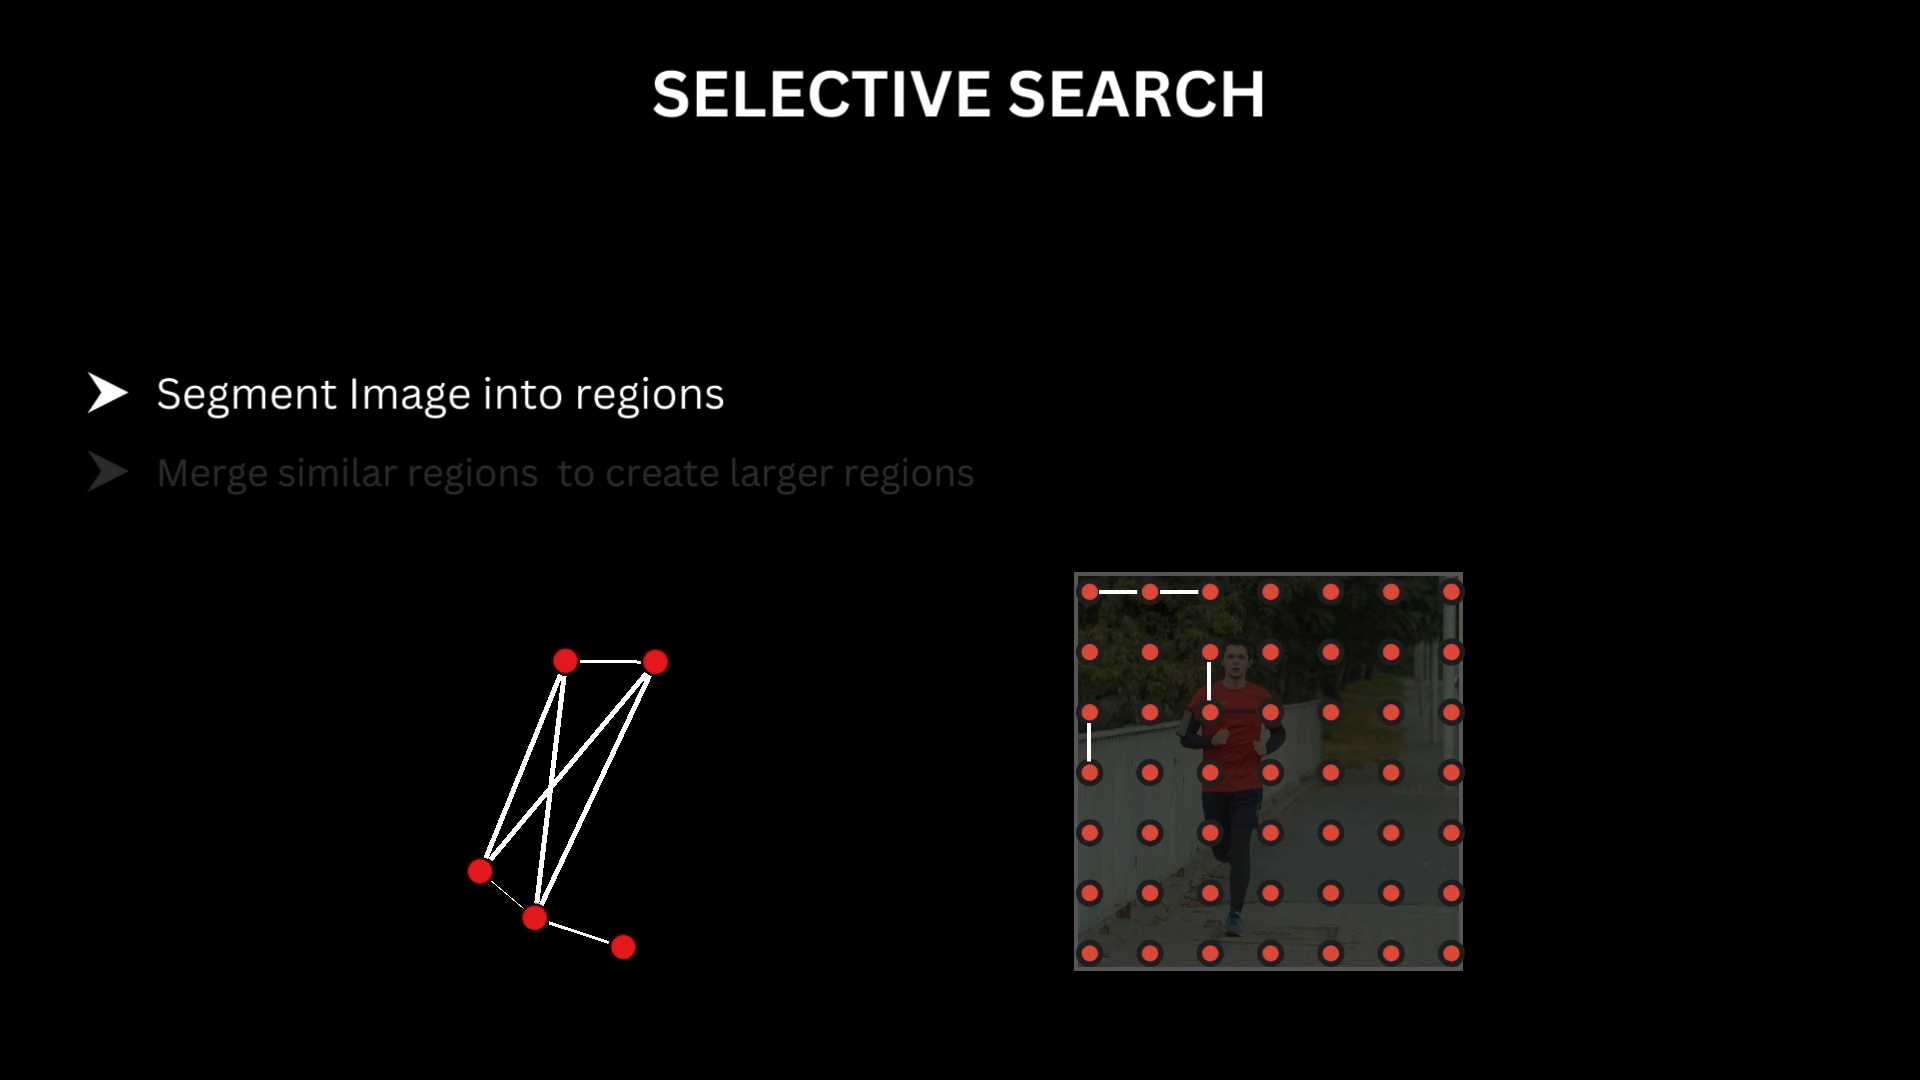 SELECTIVE SEARCH
Segment Image into regions
Merge similar regions to create larger regions